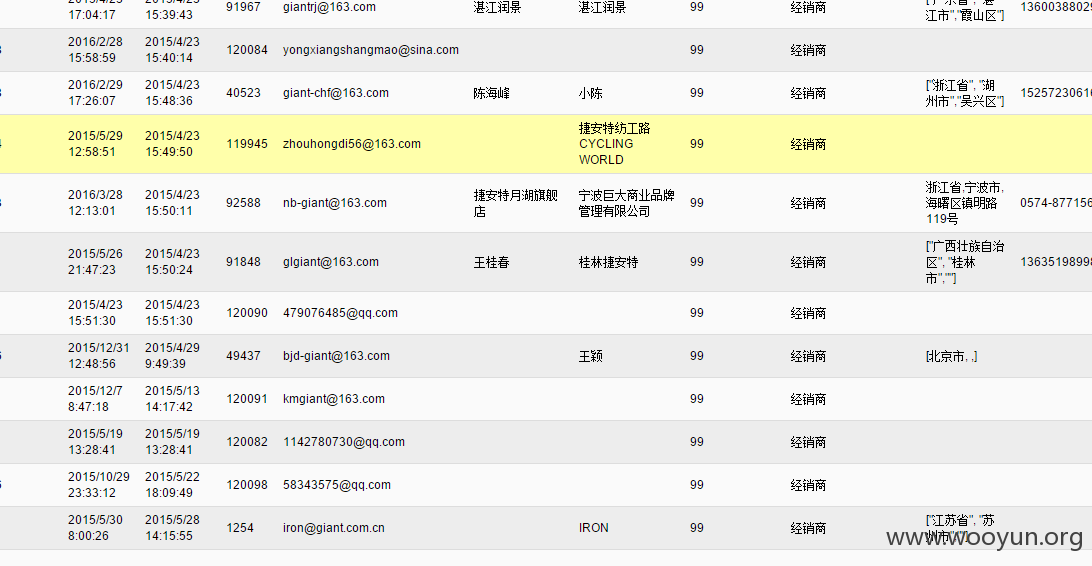 17:04:17 15:39:43 91967 giantrj@163.com 湛江润景 湛江润景 99 经销商 江市","霞山区"] 13600388029
2016/2/28 2015/4/23
15:58:59 15:40:14 120084 yongxiangshangmao@sina.com 99 经销商
2016/2/29 2015/4/23 ["浙江省", "湖
17:26:07 15:48:36 40523 giant-chf@163.com 陈海峰 小陈 99 经销商 州市","吴兴区"] 1525723061
捷安特纺工路
2015/5/29 2015/4/23
12:58:51 15:49:50 119945 zhouhongdi56@163.com CYCLING 99 经销商
WORLD
浙江省,宁波市,
2016/3/28 2015/4/23 捷安特月湖旗舰 宁波巨大商业品牌
12:13:01 15:50:11 92588 nb-giant@163.com 店 管理有限公司 99 经销商 海曙区镇明路 0574-877156
119号
["广西壮族自治
2015/5/26 2015/4/23
21:47:23 15:50:24 91848 glgiant@163.com 王桂春 桂林捷安特 99 经销商 区", "桂林 1363519899
市",""]
2015/4/23 2015/4/23
15:51:30 15:51:30 120090 479076485@qq.com 99 经销商
2015/12/31 2015/4/29
12:48:56 9:49:39 49437 bjd-giant@163.com 王颖 99 经销商 [北京市, ,]
2015/12/7 2015/5/13
8:47:18 14:17:42 120091 kmgiant@163.com 99 经销商
2015/5/19 2015/5/19
13:28:41 13:28:41 120082 1142780730@qq.com 99 经销商
2015/10/29 2015/5/22
23:33:12 18:09:49 120098 58343575@qq.com 99 经销商
2015/5/30 2015/5/28 ["江苏省", "苏
8:00:26 14:15:55 1254 iron@giant.com.cn IRON 99 经销商 州市",""]
www.wooyun.org